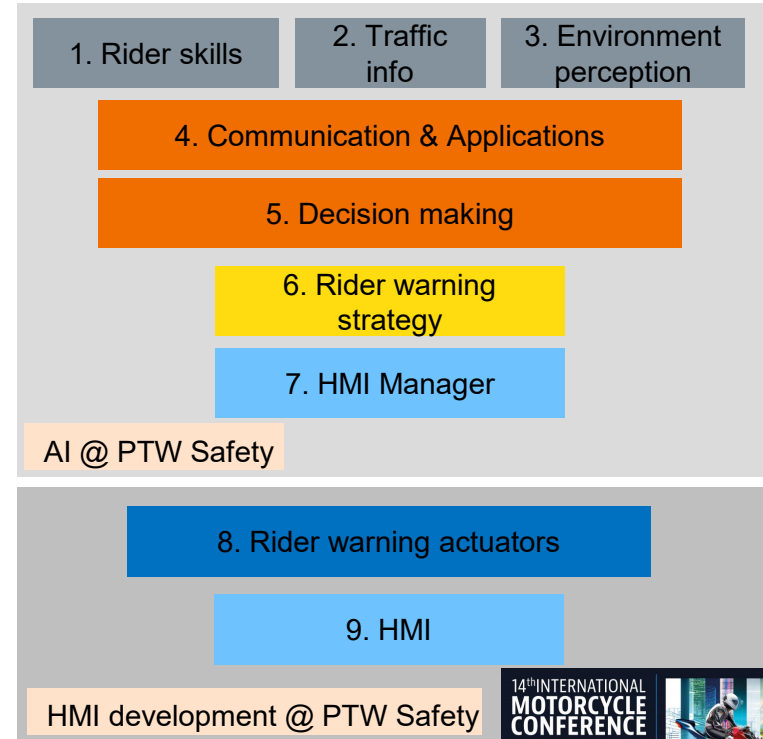 1. Rider skills
2. Traffic
info
3. Environment
perception
4. Communication & Applications
5. Decision making
6. Rider warning
strategy
7. HMI Manager
AI @ PTW Safety
8. Rider warning actuators
9. HMI
HMI development @ PTW Safety
14th INTERNATIONAL
MOTORCYCLE
CONFERENCE